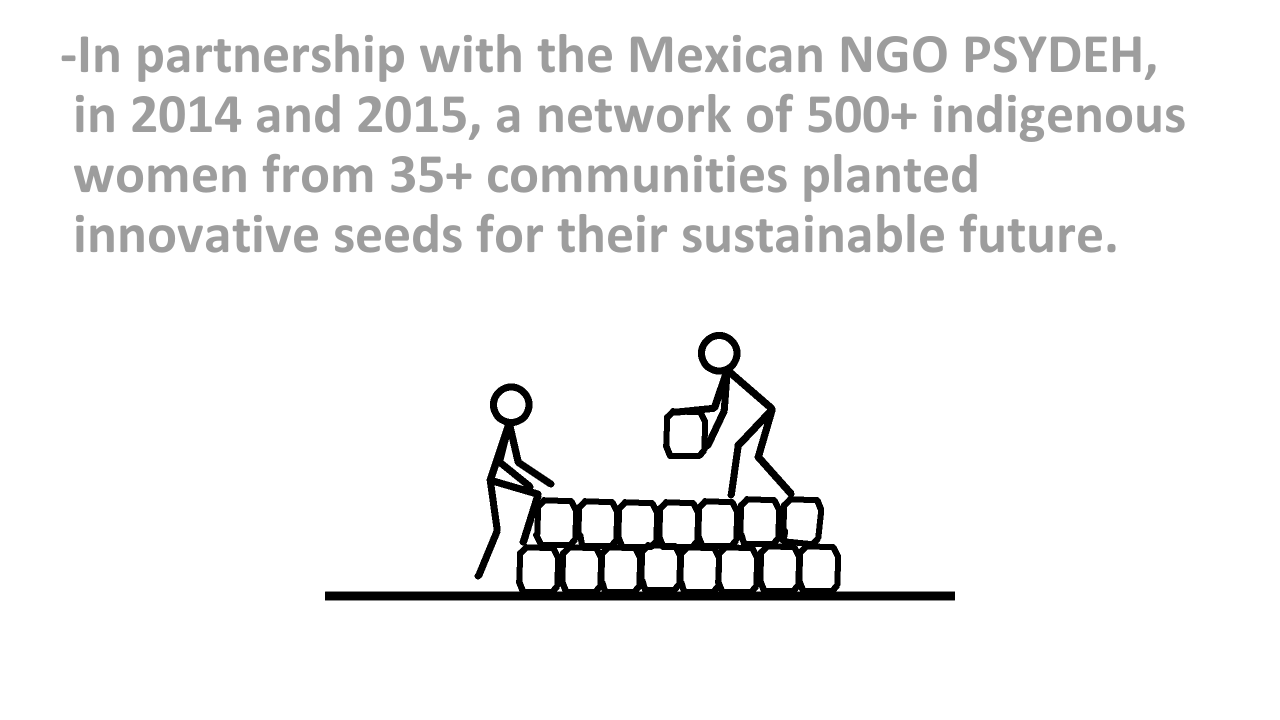 -In partnership with the Mexican NGO PSYDEH,
in 2014 and 2015, a network of 500+ indigenous
women from 35+ communities planted
innovative seeds for their sustainable future.